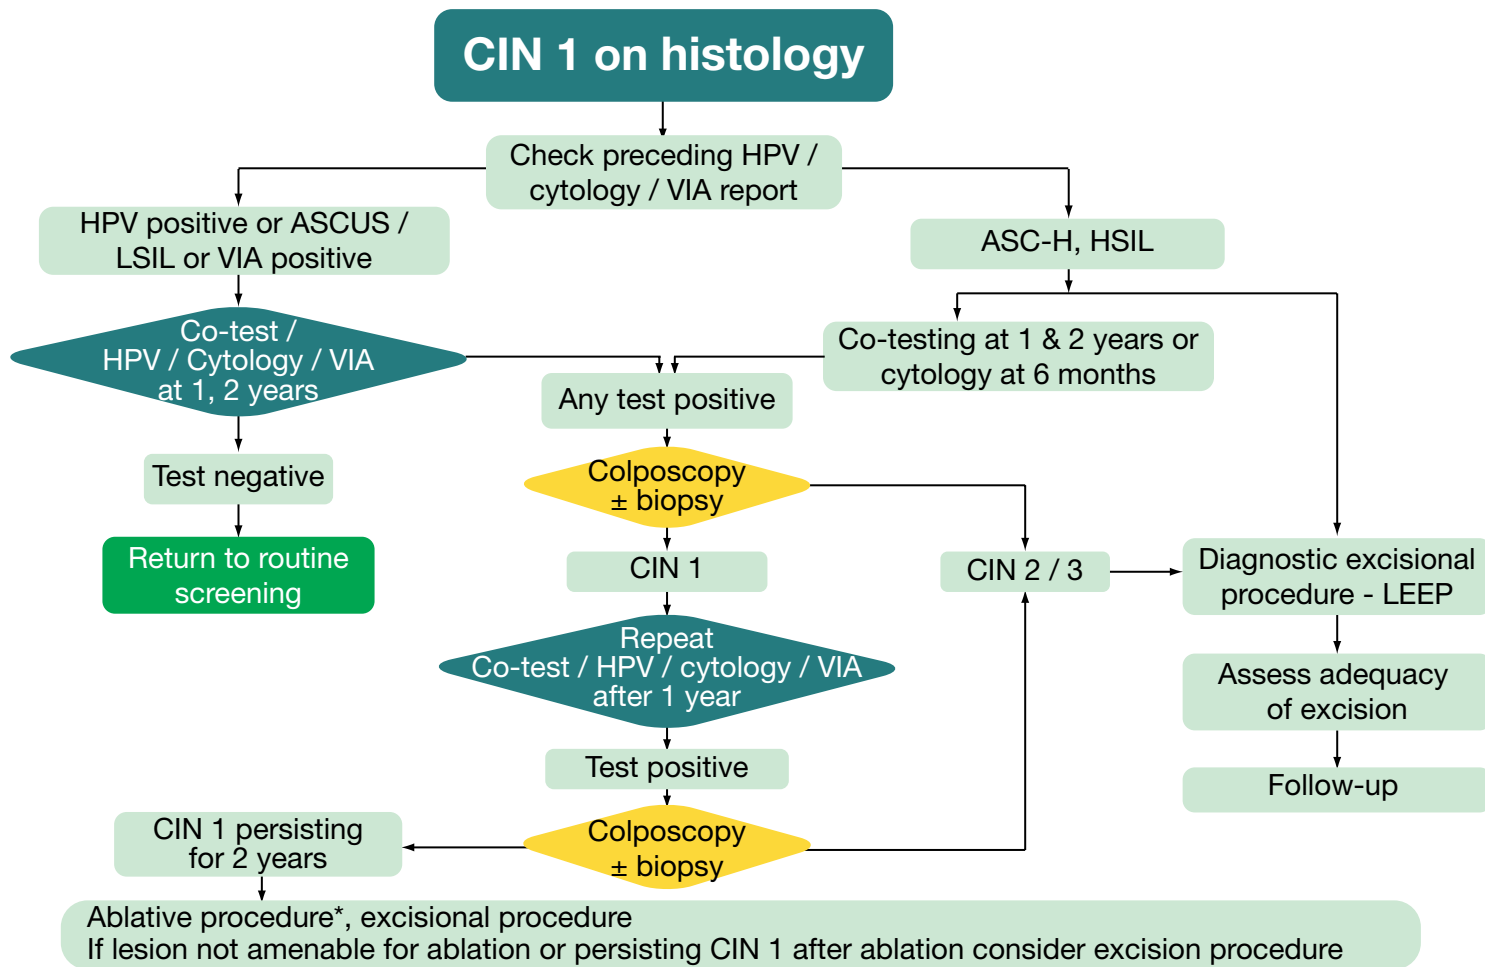 CIN 1 on histology
Check preceding HPV /
cytology / VIA report
HPV positive or ASCUS /
LSIL or VIA positive
ASC-H, HSIL
Co-test /
HPV / Cytology / VIA
at 1, 2 years
Co-testing at 1 & 2 years or
cytology at 6 months
Any test positive
Test negative
Colposcopy
± biopsy
Return to routine
screening
CIN 1
CIN 2 / 3
Diagnostic excisional
procedure - LEEP
Repeat
Co-test / HPV / cytology / VIA
after 1 year
Assess adequacy
of excision
Test positive
Follow-up
CIN 1 persisting
for 2 years
Colposcopy
± biopsy
Ablative procedure*, excisional procedure
If lesion not amenable for ablation or persisting CIN 1 after ablation consider excision procedure